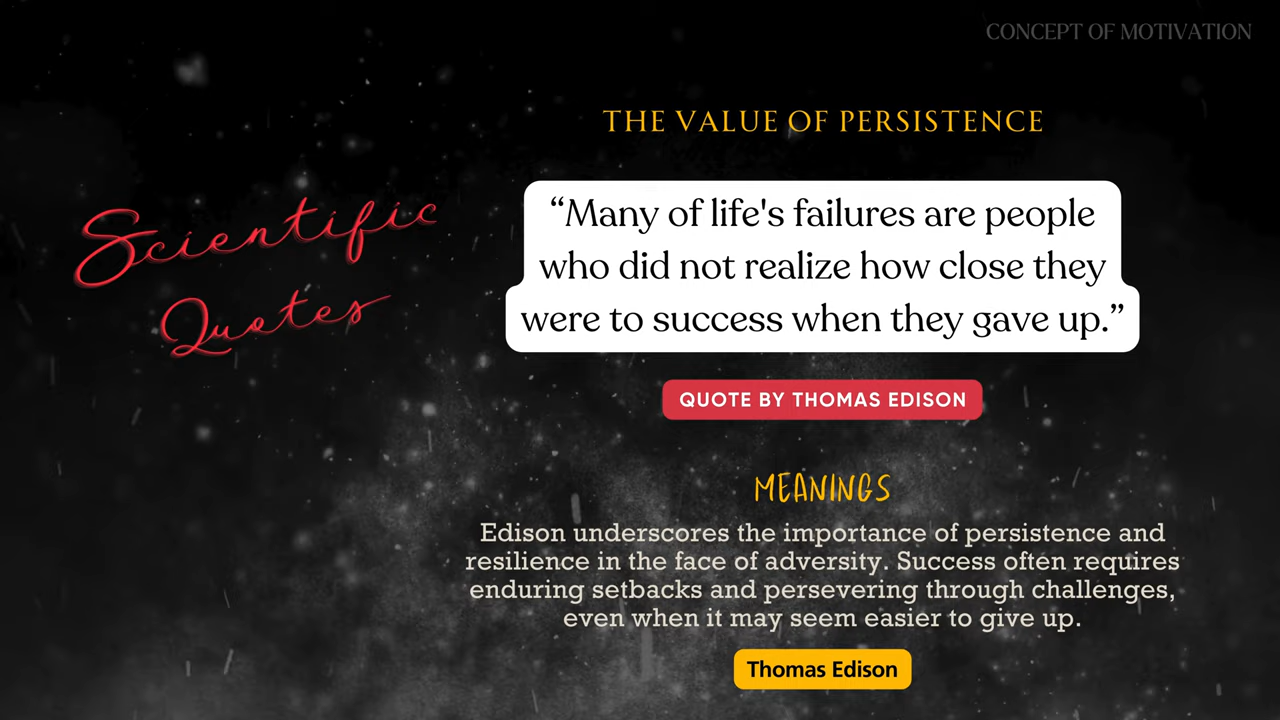 CONCEPT OF MOTIVATION
THE VALUE OF PERSISTENCE
Scientific
Quotes
“Many of life's failures are people
who did not realize how close they
were to success when they gave up.”
QUOTE BY THOMAS EDISON
MEANINGS
Edison underscores the importance of persistence and
resilience in the face of adversity. Success often requires
enduring setbacks and persevering through challenges,
even when it may seem easier to give up.
Thomas Edison